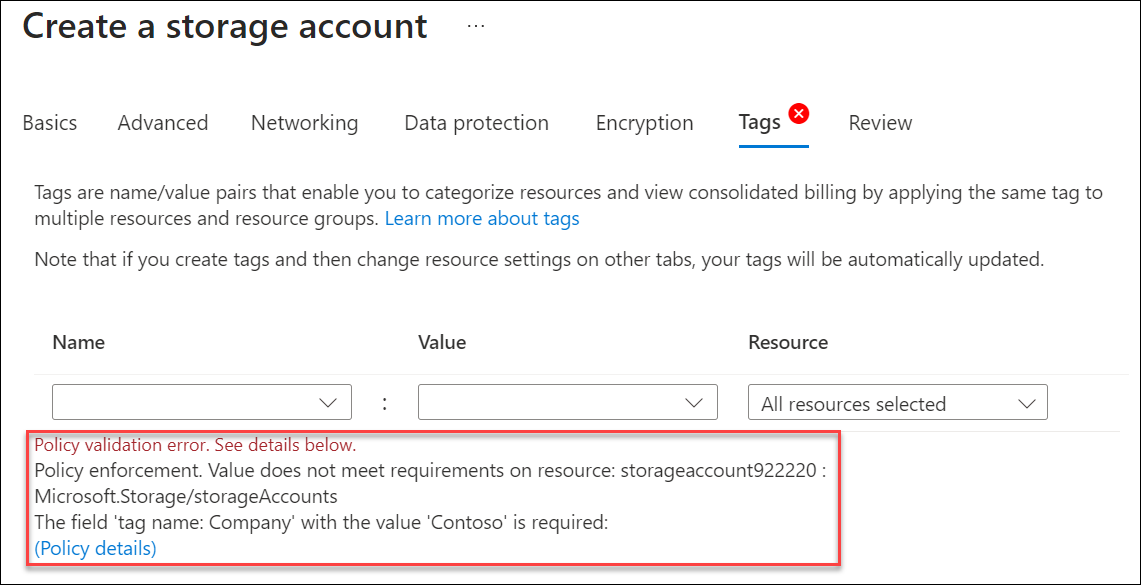 Create a storage account ...
Basics Advanced Networking Data protection Encryption Tags Review
Tags are name/value pairs that enable you to categorize resources and view consolidated billing by applying the same tag to
multiple resources and resource groups. Learn more about tags
Note that if you create tags and then change resource settings on other tabs, your tags will be automatically updated.
Name Value Resource
: All resources selected
Policy validation error. See details below.
Policy enforcement. Value does not meet requirements on resource: storageaccount922220 :
Microsoft.Storage/storageAccounts
The field 'tag name: Company' with the value 'Contoso' is required:
(Policy details)